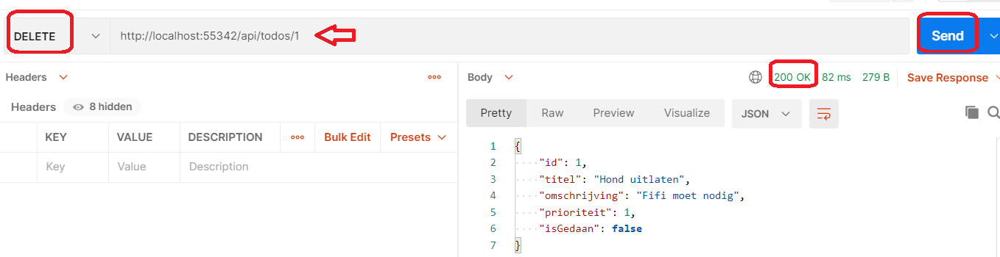 DELETE http://localhost:55342/api/todos/1 Send
Headers Body 200 OK 82 ms 279 B Save Response
Headers 8 hidden Pretty Raw Preview Visualize JSON
KEY VALUE DESCRIPTION Bulk Edit Presets
Key Value Description
1 {
2 "id": 1,
3 "titel": "Hond uitlaten",
4 "omschrijving": "Fifi moet nodig",
5 "prioriteit": 1,
6 "isGedaan": false
7 }